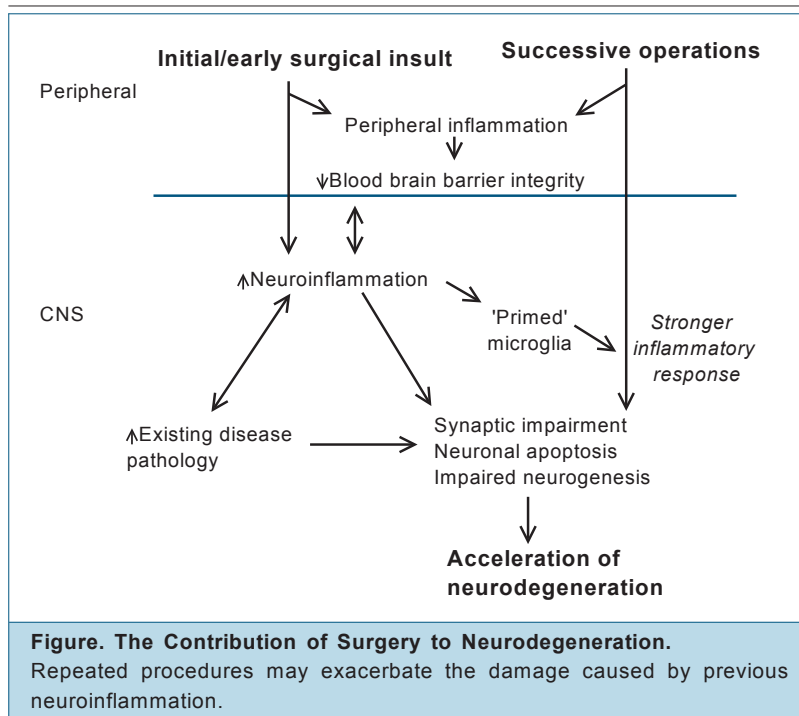 Initial/early surgical insult
Successive operations
Peripheral
Peripheral inflammation
↓Blood brain barrier integrity
↑Neuroinflammation
CNS
'Primed'
microglia
Stronger
inflammatory
response
↑Existing disease
pathology
Synaptic impairment
Neuronal apoptosis
Impaired neurogenesis
Acceleration of
neurodegeneration
Figure. The Contribution of Surgery to Neurodegeneration.
Repeated procedures may exacerbate the damage caused by previous
neuroinflammation.